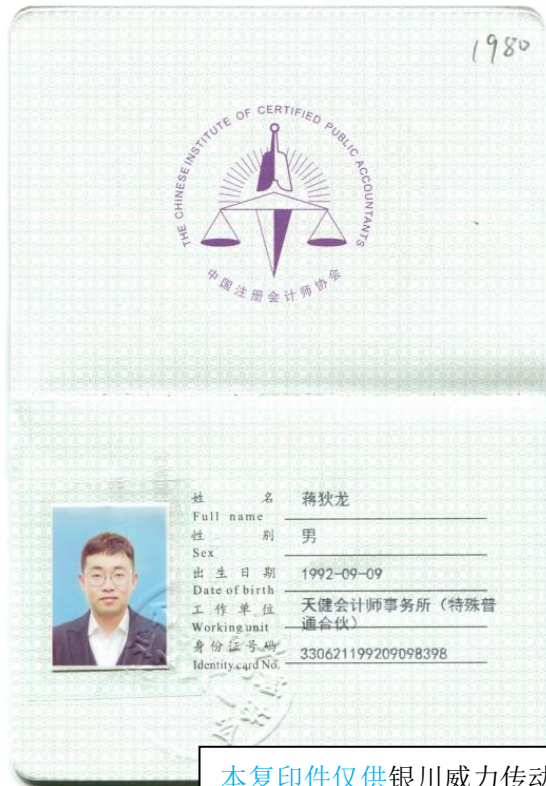 1980
THE CHINESE INSTITUTE OF CERTIFIED PUBLIC ACCOUNTANTS
中国注册会计师协会
姓 名 蒋狄龙
Full name
性 别 男
Sex
出生日期 1992-09-09
Date of birth
工作单位 天健会计师事务所（特殊普
Working unit 通合伙）
身份证号码 330621199209098398
Identity card No.
本复印件仅供银川威力传动